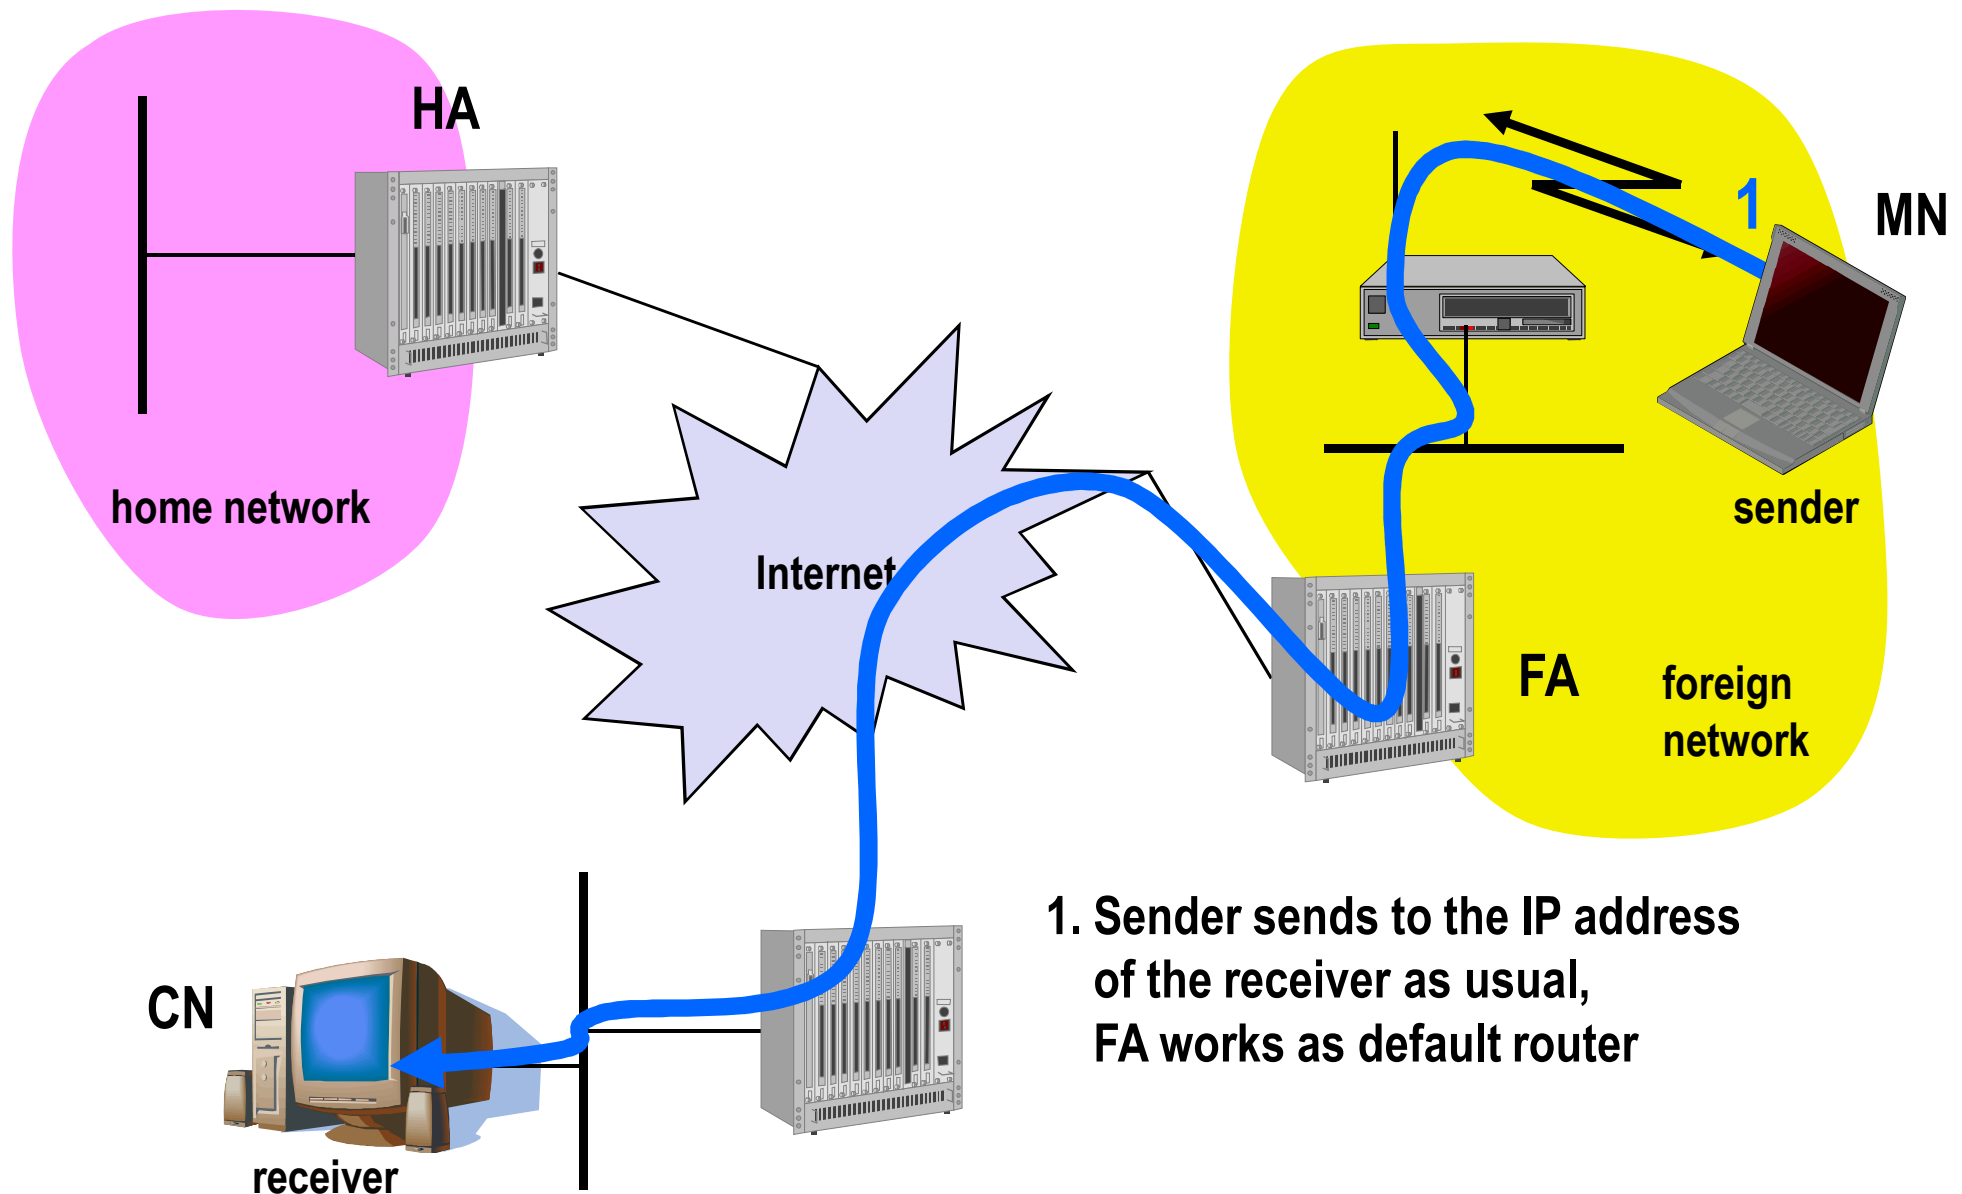 HA
1
MN
home network
sender
Internet
FA
foreign
network
1. Sender sends to the IP address
of the receiver as usual,
FA works as default router
CN
receiver